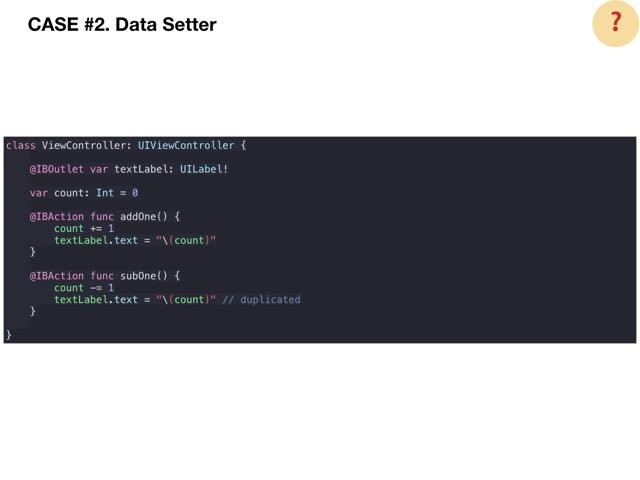 CASE #2. Data Setter
?
class ViewController: UIViewController {
@IBOutlet var textLabel: UILabel!
var count: Int = 0
@IBAction func addOne() {
count += 1
textLabel.text = "\(count)"
}
@IBAction func subOne() {
count -= 1
textLabel.text = "\(count)" // duplicated
}
}